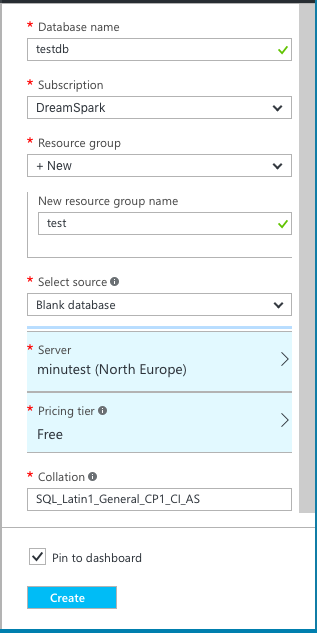 * Database name
testdb
* Subscription
DreamSpark
* Resource group
+ New
New resource group name
test
* Select source
Blank database
* Server
minutest (North Europe)
* Pricing tier
Free
* Collation
SQL_Latin1_General_CP1_CI_AS
Pin to dashboard
Create